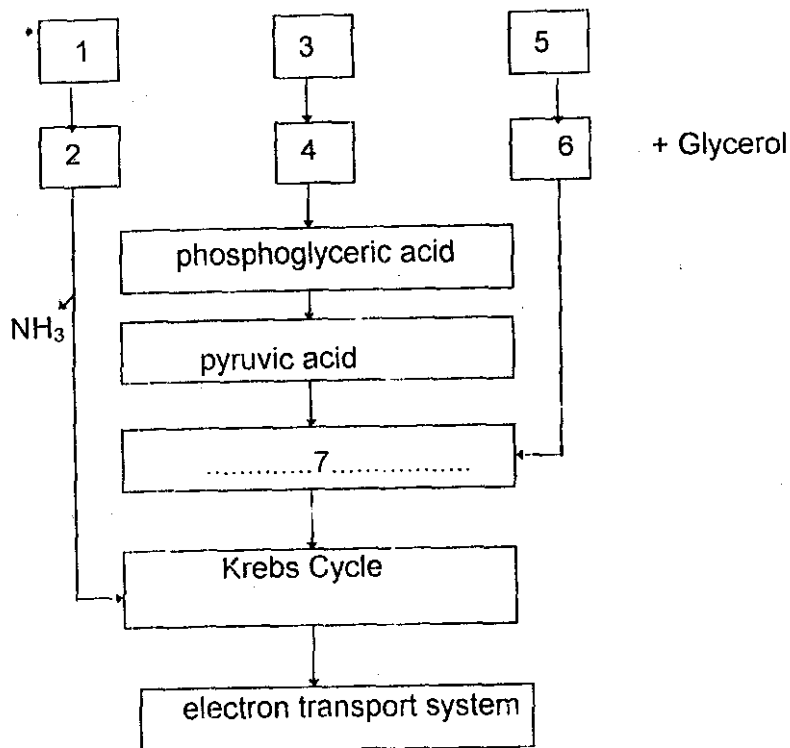 1 3 5
2 4 6 + Glycerol
phosphoglyceric acid
NH₃
pyruvic acid
.............7.................
Krebs Cycle
electron transport system